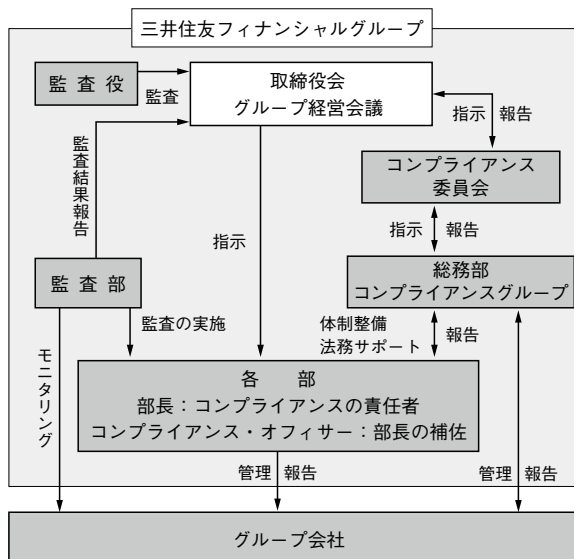 三井住友フィナンシャルグループ
監査役
監査
取締役会
グループ経営会議
指示
報告
コンプライアンス
委員会
監査結果報告
指示
指示
報告
監査部
総務部
コンプライアンスグループ
監査の実施
体制整備
法務サポート
報告
モニタリング
各部
部長：コンプライアンスの責任者
コンプライアンス・オフィサー：部長の補佐
管理
報告
管理
報告
グループ会社